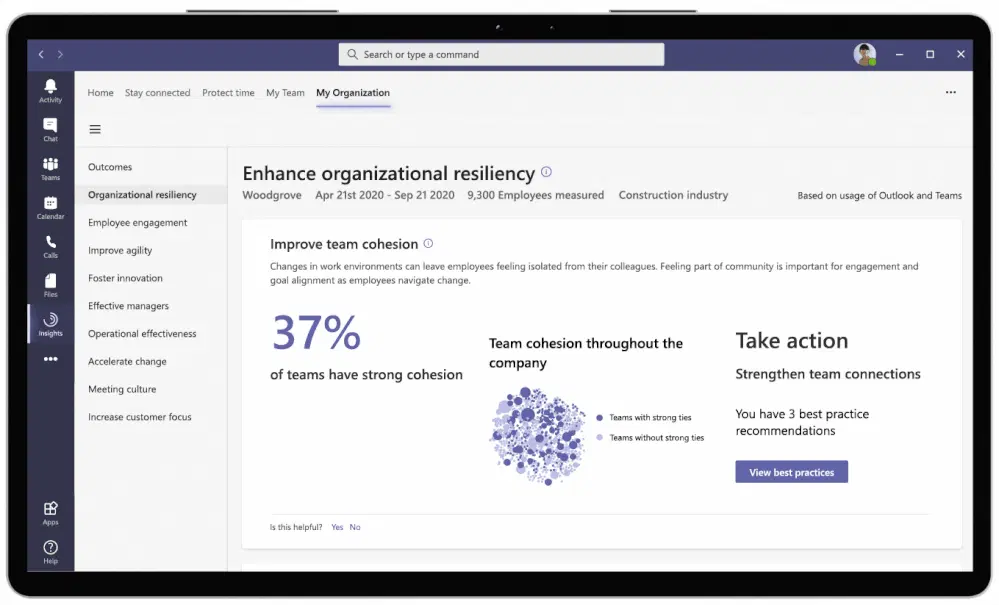 Search or type a command
Activity
Chat
Teams
Calendar
Calls
Files
Insights
Apps
Help
Home Stay connected Protect time My Team My Organization
Outcomes
Organizational resiliency
Employee engagement
Improve agility
Foster innovation
Effective managers
Operational effectiveness
Accelerate change
Meeting culture
Increase customer focus
Enhance organizational resiliency
Woodgrove Apr 21st 2020 - Sep 21 2020 9,300 Employees measured Construction industry Based on usage of Outlook and Teams
Improve team cohesion
Changes in work environments can leave employees feeling isolated from their colleagues. Feeling part of community is important for engagement and
goal alignment as employees navigate change.
37%
of teams have strong cohesion
Team cohesion throughout the
company
Teams with strong ties
Teams without strong ties
Take action
Strengthen team connections
You have 3 best practice
recommendations
View best practices
Is this helpful? Yes No